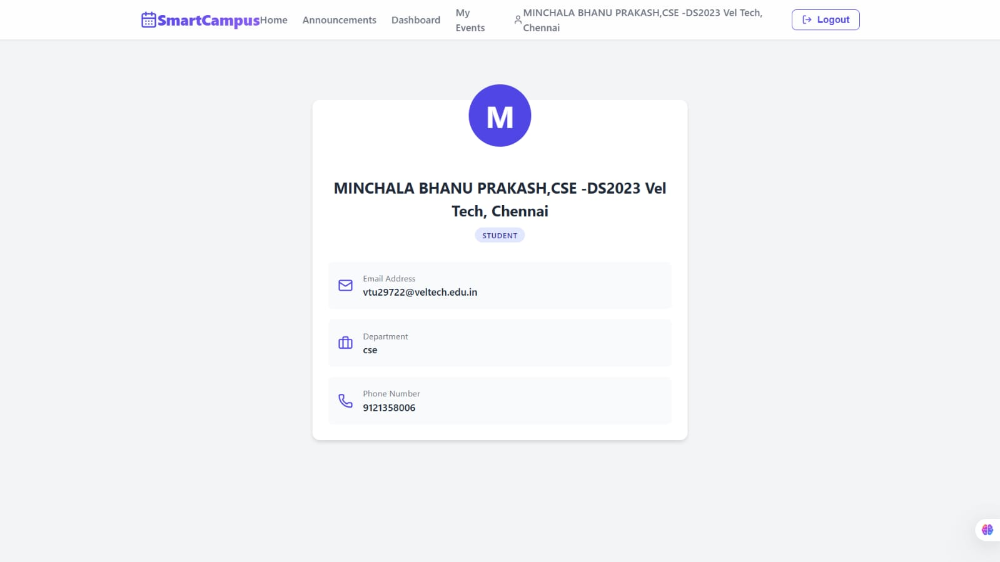 SmartCampus Home Announcements Dashboard My Events MINCHALA BHANU PRAKASH,CSE -DS2023 Vel Tech, Chennai Logout
M
MINCHALA BHANU PRAKASH,CSE -DS2023 Vel
Tech, Chennai
STUDENT
Email Address
vtu29722@veltech.edu.in
Department
cse
Phone Number
9121358006